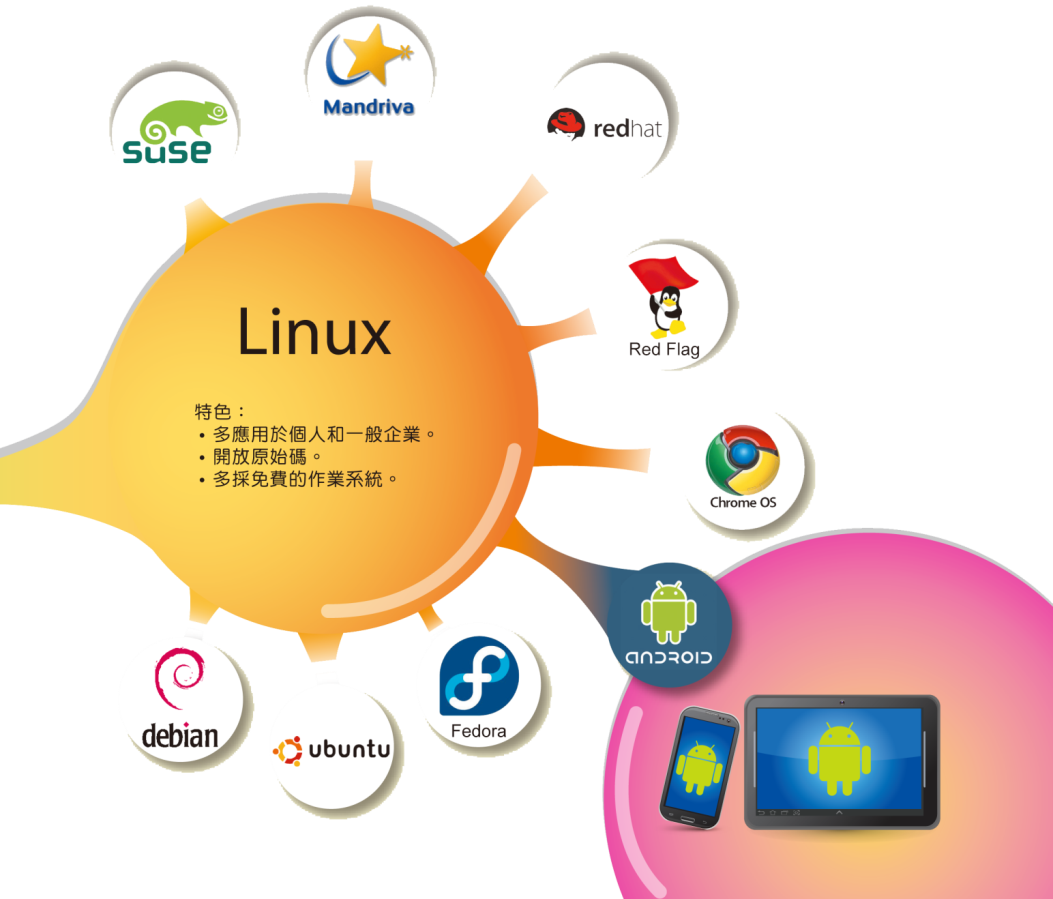 Mandriva
suse
redhat
Red Flag
Linux
特色：
• 多應用於個人和一般企業。
• 開放原始碼。
• 多採免費的作業系統。
Chrome OS
ANDROID
debian
ubuntu
Fedora